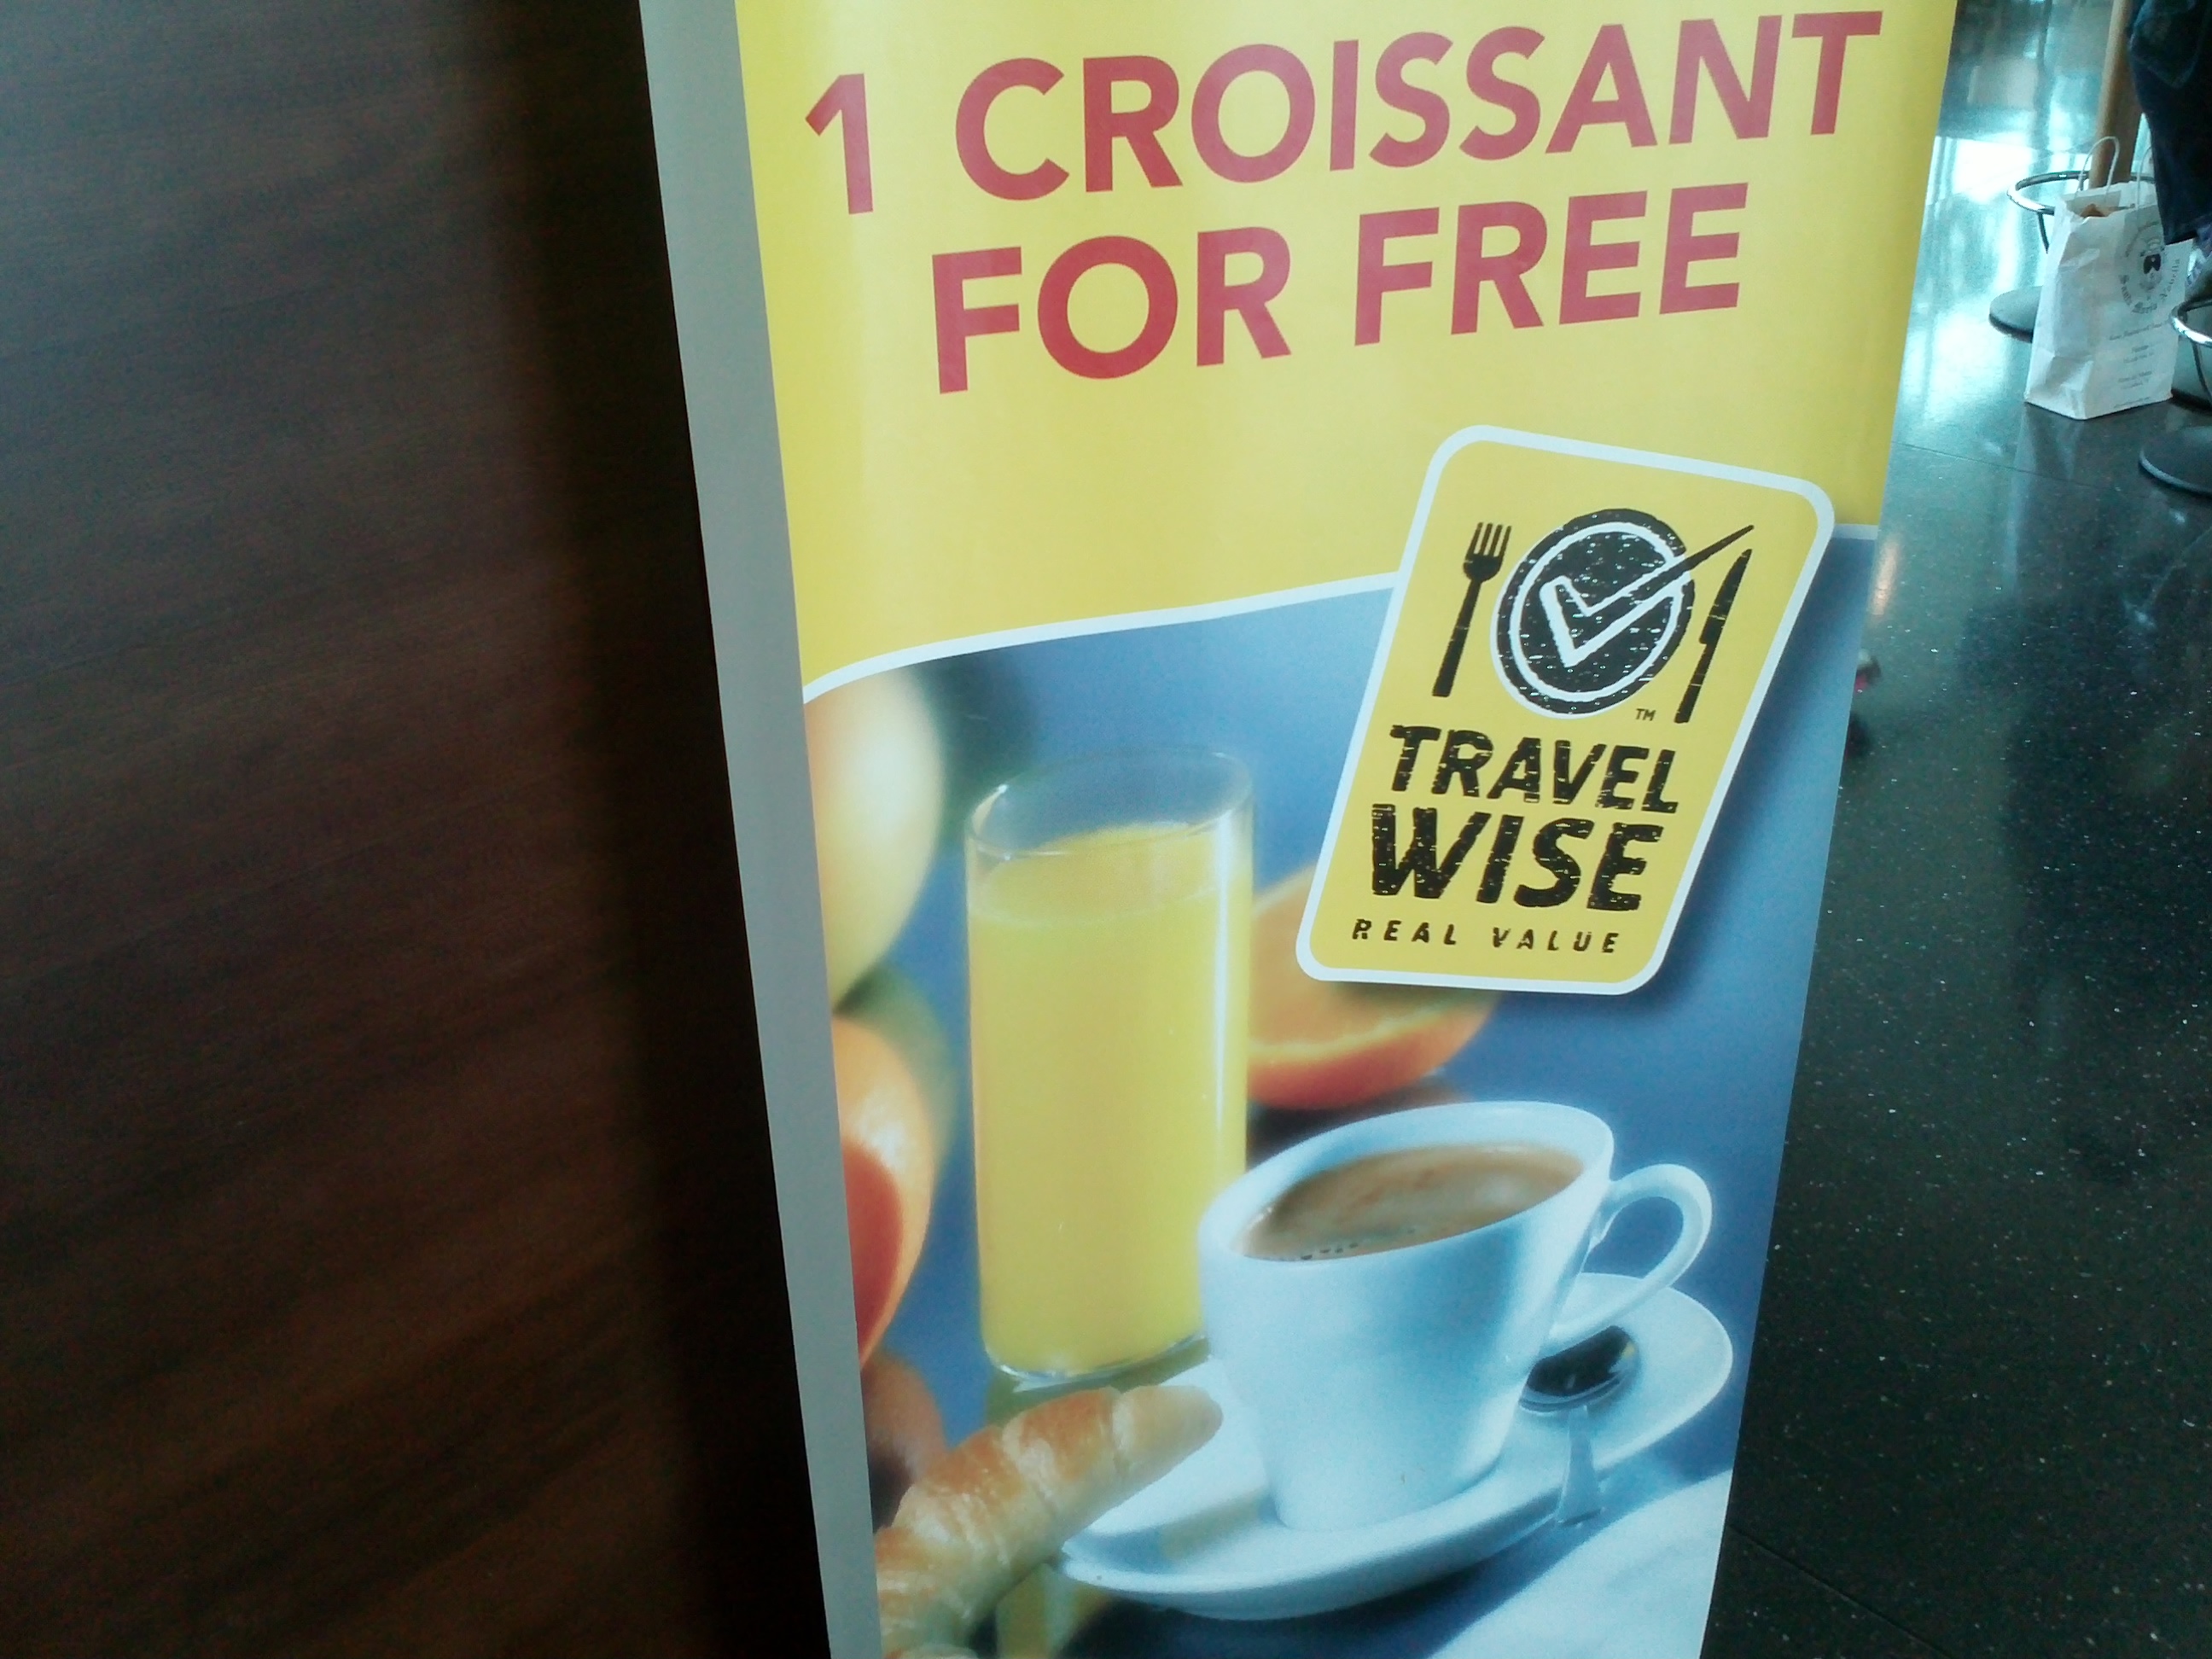 1 CROISSANT
FOR FREE
TM
TRAVEL
WISE
REAL VALUE